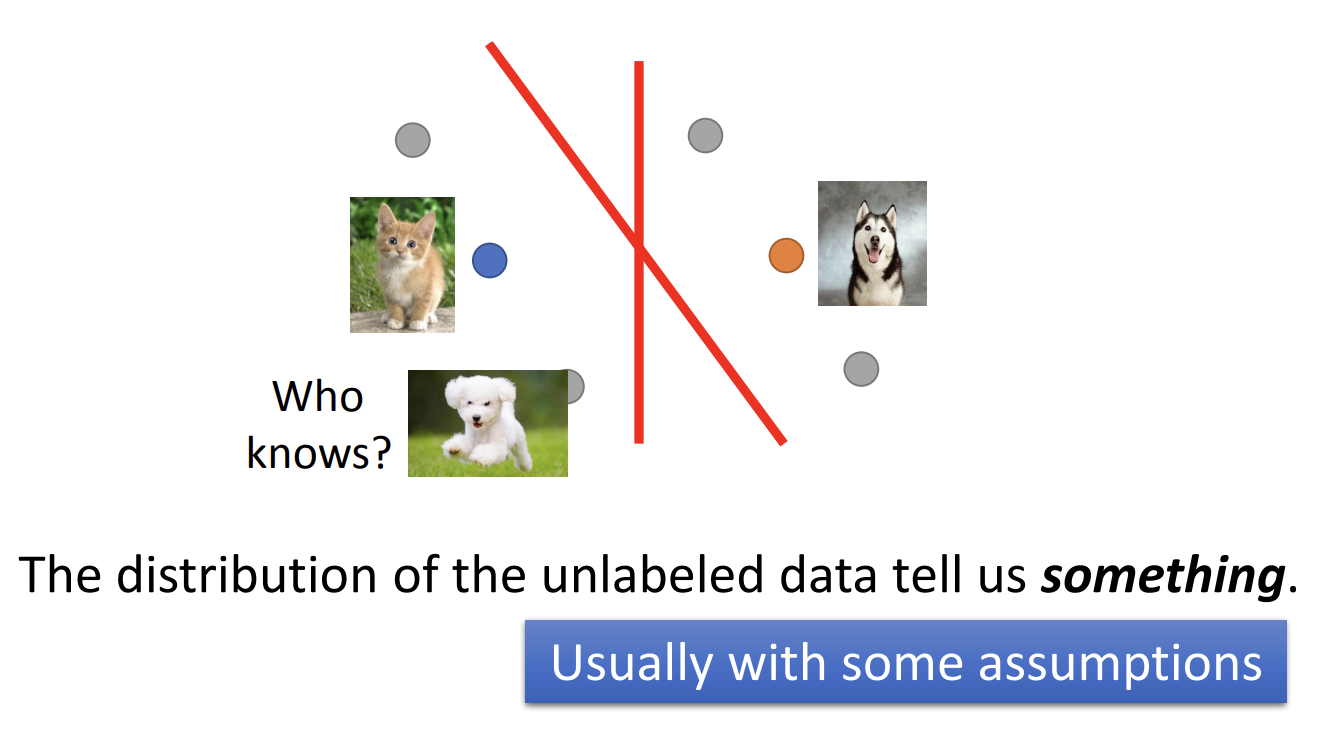 Who
knows?
The distribution of the unlabeled data tell us something.
Usually with some assumptions